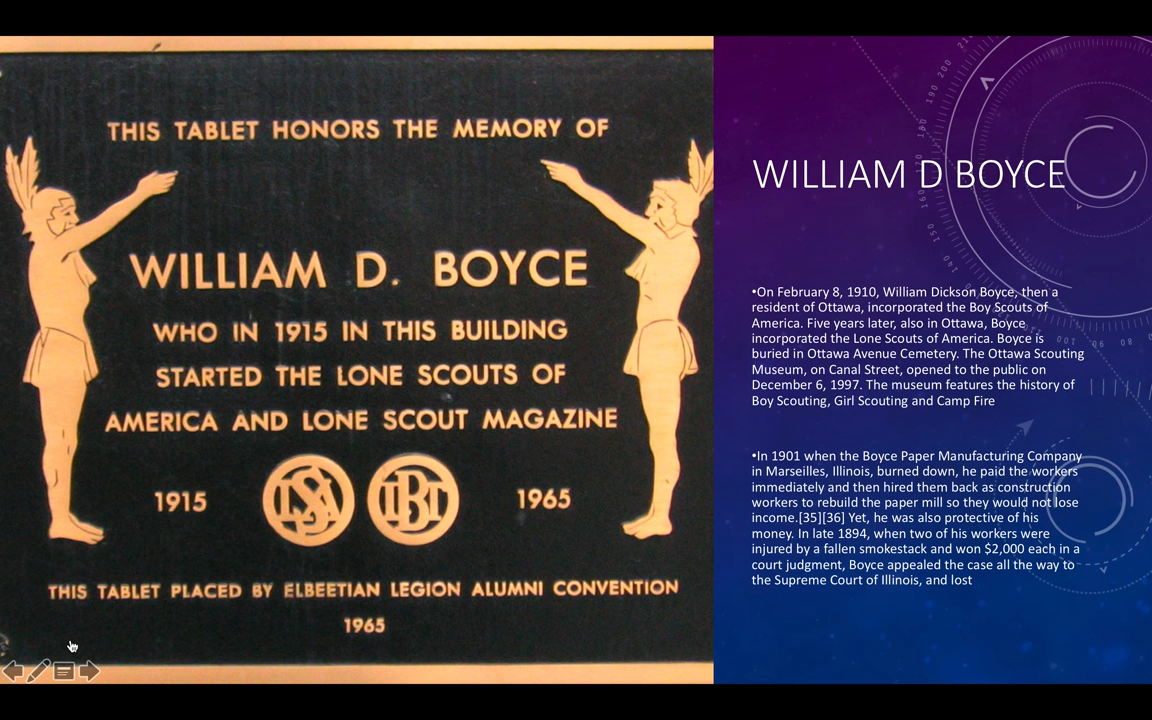 THIS TABLET HONORS THE MEMORY OF
WILLIAM D. BOYCE
WHO IN 1915 IN THIS BUILDING
STARTED THE LONE SCOUTS OF
AMERICA AND LONE SCOUT MAGAZINE
1915 LSA LBT 1965
THIS TABLET PLACED BY ELBEETIAN LEGION ALUMNI CONVENTION
1965
WILLIAM D BOYCE
•On February 8, 1910, William Dickson Boyce, then a
resident of Ottawa, incorporated the Boy Scouts of
America. Five years later, also in Ottawa, Boyce
incorporated the Lone Scouts of America. Boyce is
buried in Ottawa Avenue Cemetery. The Ottawa Scouting
Museum, on Canal Street, opened to the public on
December 6, 1997. The museum features the history of
Boy Scouting, Girl Scouting and Camp Fire
•In 1901 when the Boyce Paper Manufacturing Company
in Marseilles, Illinois, burned down, he paid the workers
immediately and then hired them back as construction
workers to rebuild the paper mill so they would not lose
income.[35][36] Yet, he was also protective of his
money. In late 1894, when two of his workers were
injured by a fallen smokestack and won $2,000 each in a
court judgment, Boyce appealed the case all the way to
the Supreme Court of Illinois, and lost